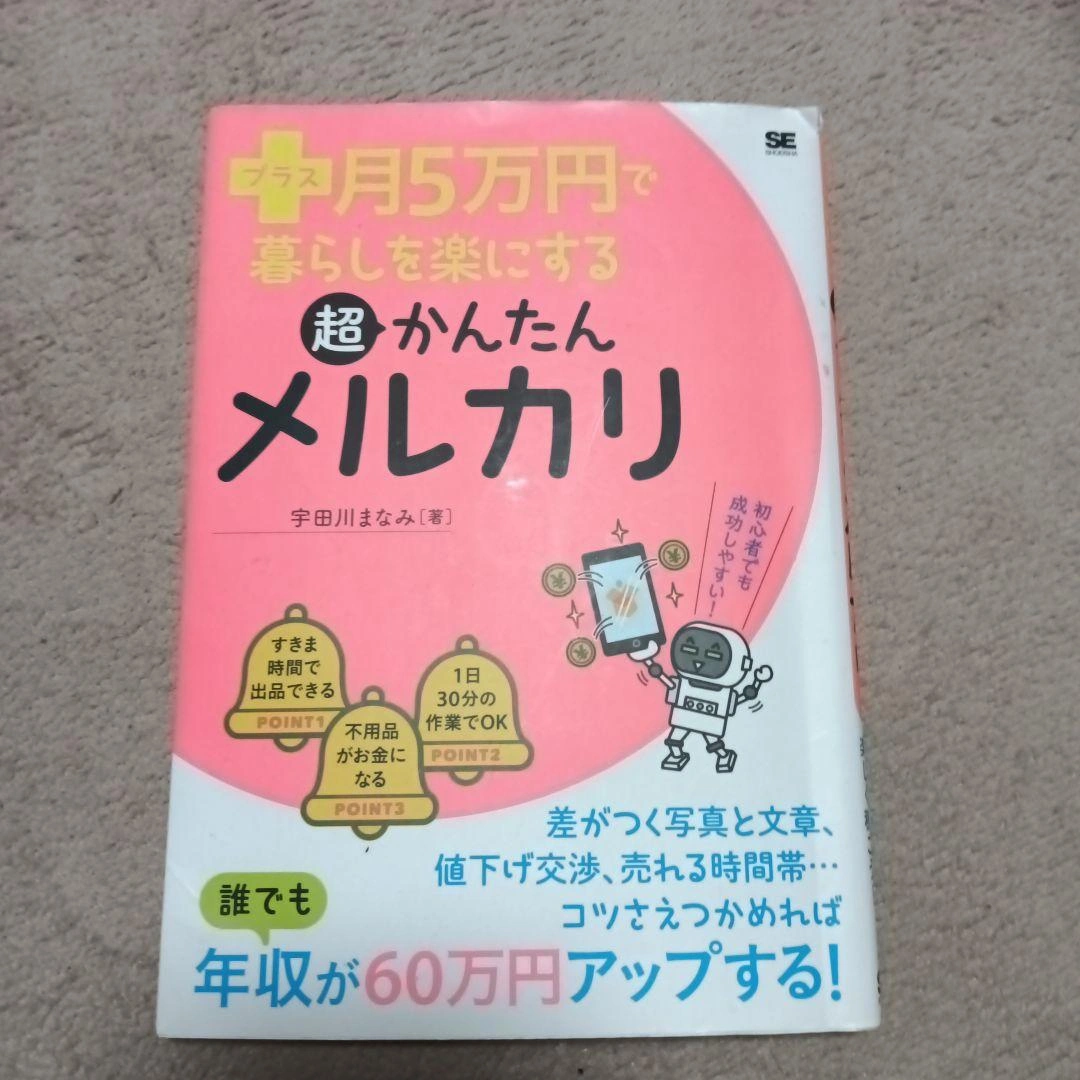 SE
SHOEISHA
プラス月5万円で
暮らしを楽にする
超かんたん
メルカリ
宇田川まなみ[著]
初心者でも
成功しやすい!
すきま
時間で
出品できる
POINT1
1日
30分の
作業でOK
POINT2
不用品
がお金に
なる
POINT3
差がつく写真と文章、
値下げ交渉、売れる時間帯…
コツさえつかめれば
誰でも
年収が60万円アップする!